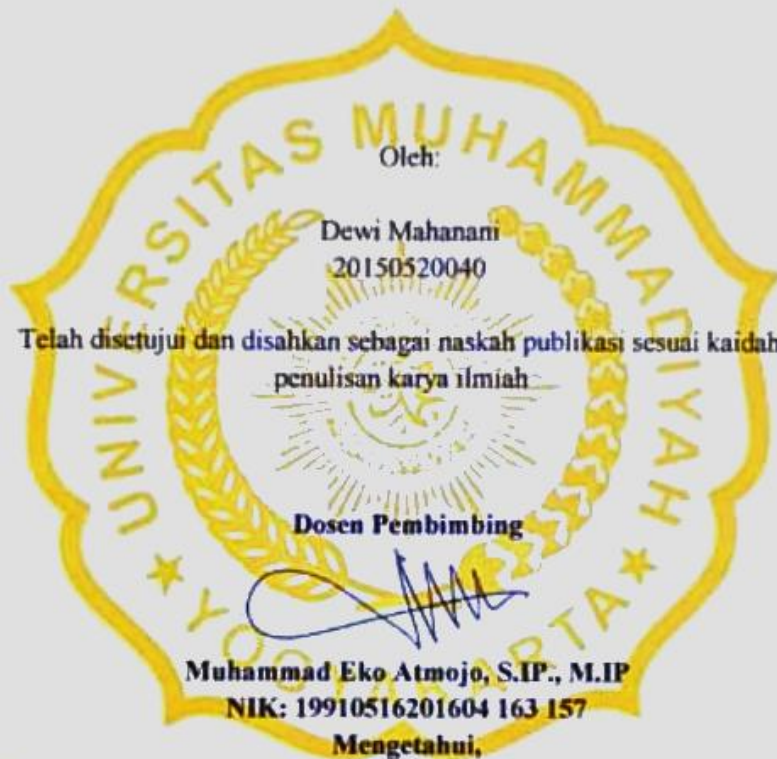 UNIVERSITAS MUHAMMADIYAH
Oleh:
Dewi Mahanani
20150520040
Telah disetujui dan disahkan sebagai naskah publikasi sesuai kaidah
penulisan karya ilmiah
Dosen Pembimbing
★ YOGYAKARTA ★
Muhammad Eko Atmojo, S.IP., M.IP
NIK: 19910516201604 163 157
Mengetahui,